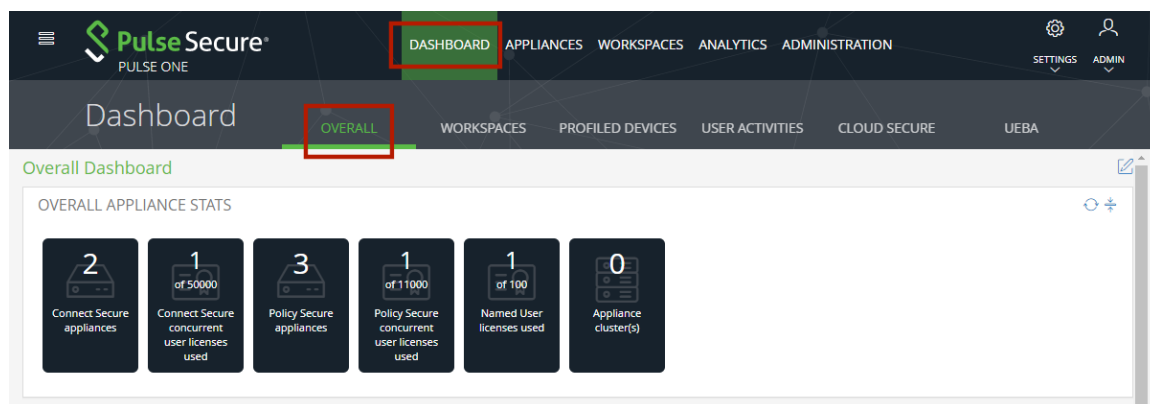 Pulse Secure®
PULSE ONE
DASHBOARD APPLIANCES WORKSPACES ANALYTICS ADMINISTRATION
SETTINGS ADMIN
Dashboard
OVERALL WORKSPACES PROFILED DEVICES USER ACTIVITIES CLOUD SECURE UEBA
Overall Dashboard
OVERALL APPLIANCE STATS
2
Connect Secure
appliances
1
of 50000
Connect Secure
concurrent
user licenses
used
3
Policy Secure
appliances
1
of 11000
Policy Secure
concurrent
user licenses
used
1
of 100
Named User
licenses used
0
Appliance
cluster(s)